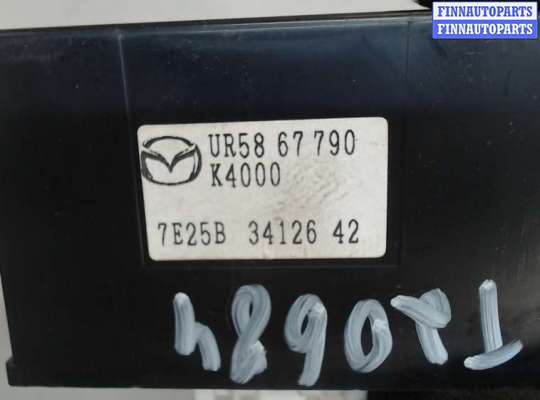 FINNAUTOPARTS
FINNAUTOPARTS
UR58 67 790
K4000
7E25B 34126 42